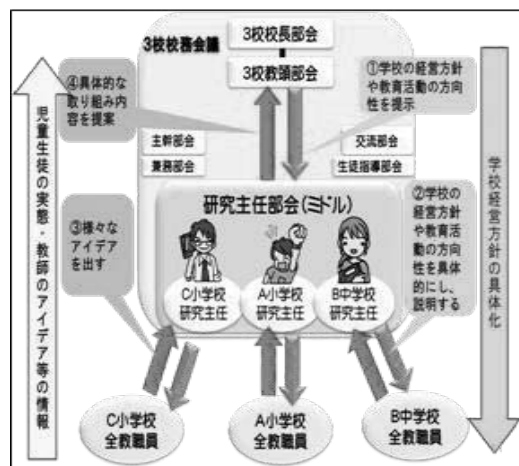 3校校務会議
3校校長部会
3校教頭部会
④具体的な
取り組み内
容を提案
①学校の経営方針
や教育活動の方向
性を提示
主幹部会
兼務部会
交流部会
生徒指導部会
研究主任部会(ミドル)
③様々な
アイデア
を出す
②学校の
経営方針
や教育活
動の方向
性を具体
的にし、
説明する
C小学校
研究主任
A小学校
研究主任
B中学校
研究主任
C小学校
全教職員
A小学校
全教職員
B中学校
全教職員
児童生徒の実態・教師のアイデア等の情報
学校経営方針の具体化